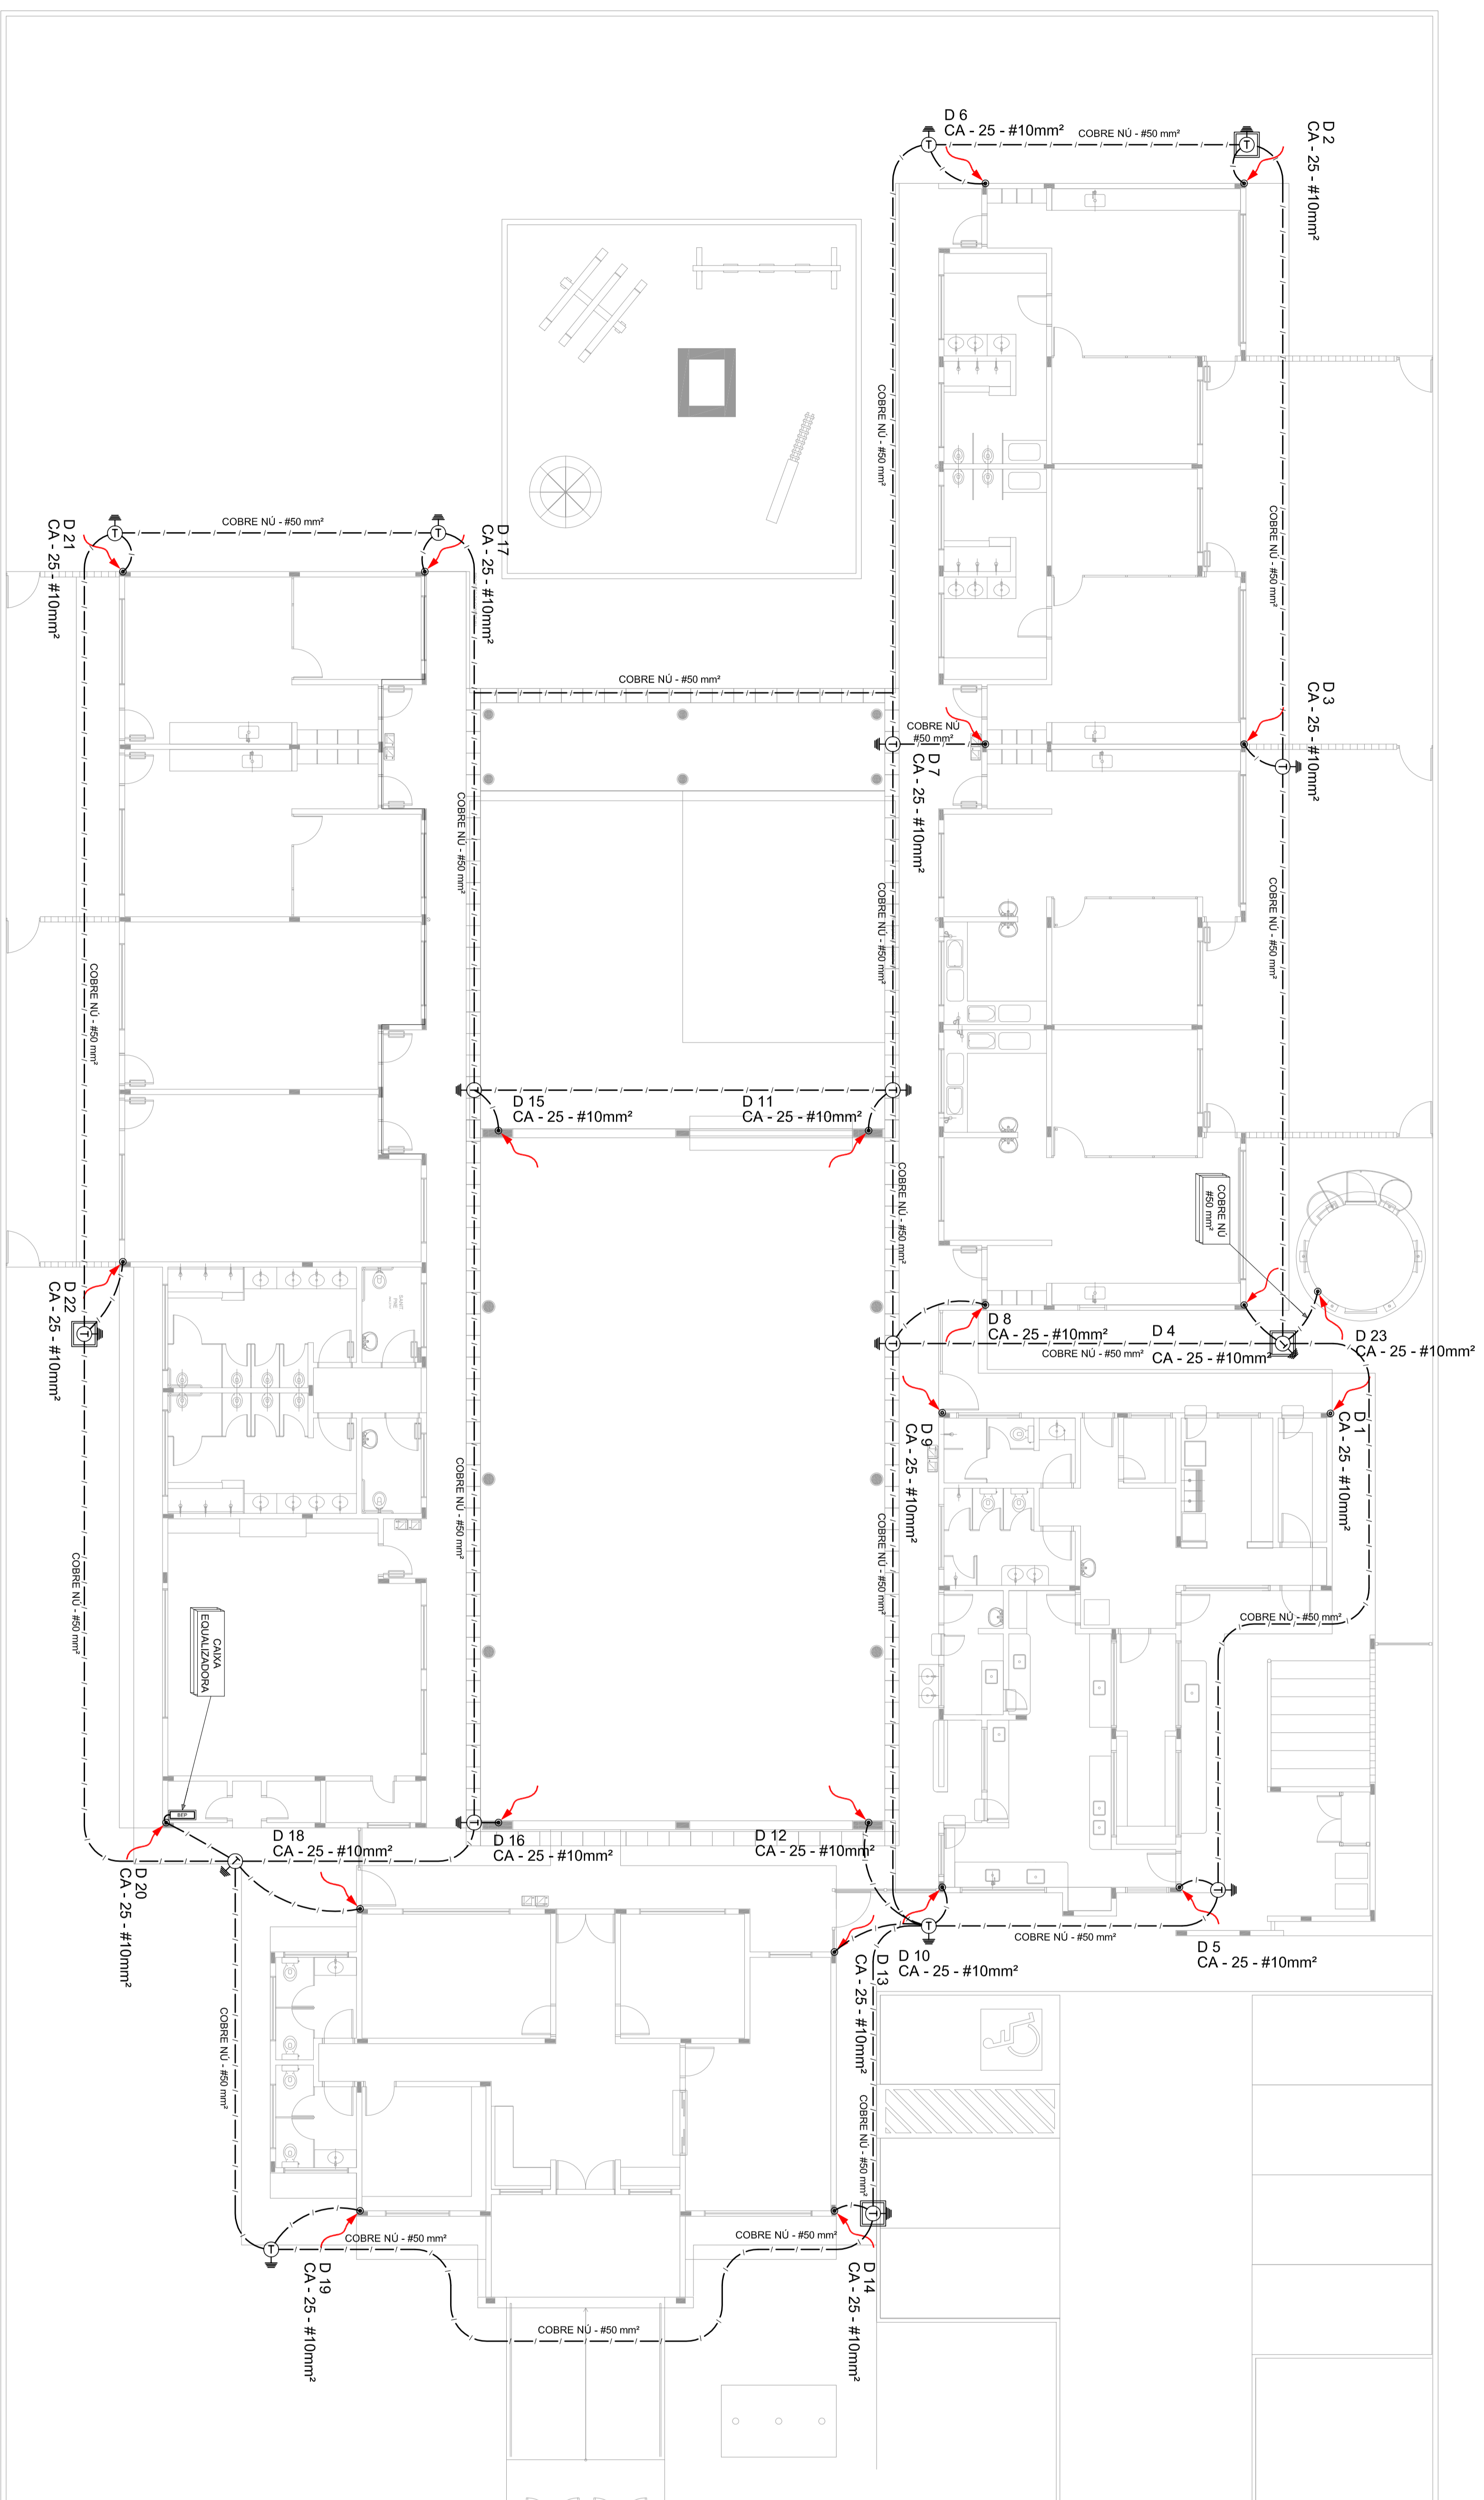 D 6
CA - 25 - #10mm²
COBRE NÚ - #50 mm²
D 2
CA - 25 - #10mm²
COBRE NÚ - #50 mm²
COBRE NÚ - #50 mm²
D 21
CA - 25 - #10mm²
COBRE NÚ - #50 mm²
D 17
CA - 25 - #10mm²
COBRE NÚ - #50 mm²
D 3
CA - 25 - #10mm²
COBRE NÚ
#50 mm²
D 7
CA - 25 - #10mm²
COBRE NÚ - #50 mm²
COBRE NÚ - #50 mm²
COBRE NÚ - #50 mm²
COBRE NÚ - #50 mm²
D 15
CA - 25 - #10mm²
D 11
CA - 25 - #10mm²
COBRE NÚ - #50 mm²
COBRE NÚ
#50 mm²
D 22
CA - 25 - #10mm²
D 8
CA - 25 - #10mm²
D 4
CA - 25 - #10mm²
COBRE NÚ - #50 mm²
D 23
CA - 25 - #10mm²
D 1
CA - 25 - #10mm²
D 9
CA - 25 - #10mm²
COBRE NÚ - #50 mm²
COBRE NÚ - #50 mm²
COBRE NÚ - #50 mm²
COBRE NÚ - #50 mm²
CAIXA
EQUALIZADORA
BEP
D 18
CA - 25 - #10mm²
D 16
CA - 25 - #10mm²
D 12
CA - 25 - #10mm²
D 20
CA - 25 - #10mm²
D 10
CA - 25 - #10mm²
COBRE NÚ - #50 mm²
D 5
CA - 25 - #10mm²
D 13
CA - 25 - #10mm²
COBRE NÚ - #50 mm²
COBRE NÚ - #50 mm²
D 19
CA - 25 - #10mm²
COBRE NÚ - #50 mm²
COBRE NÚ - #50 mm²
D 14
CA - 25 - #10mm²
COBRE NÚ - #50 mm²